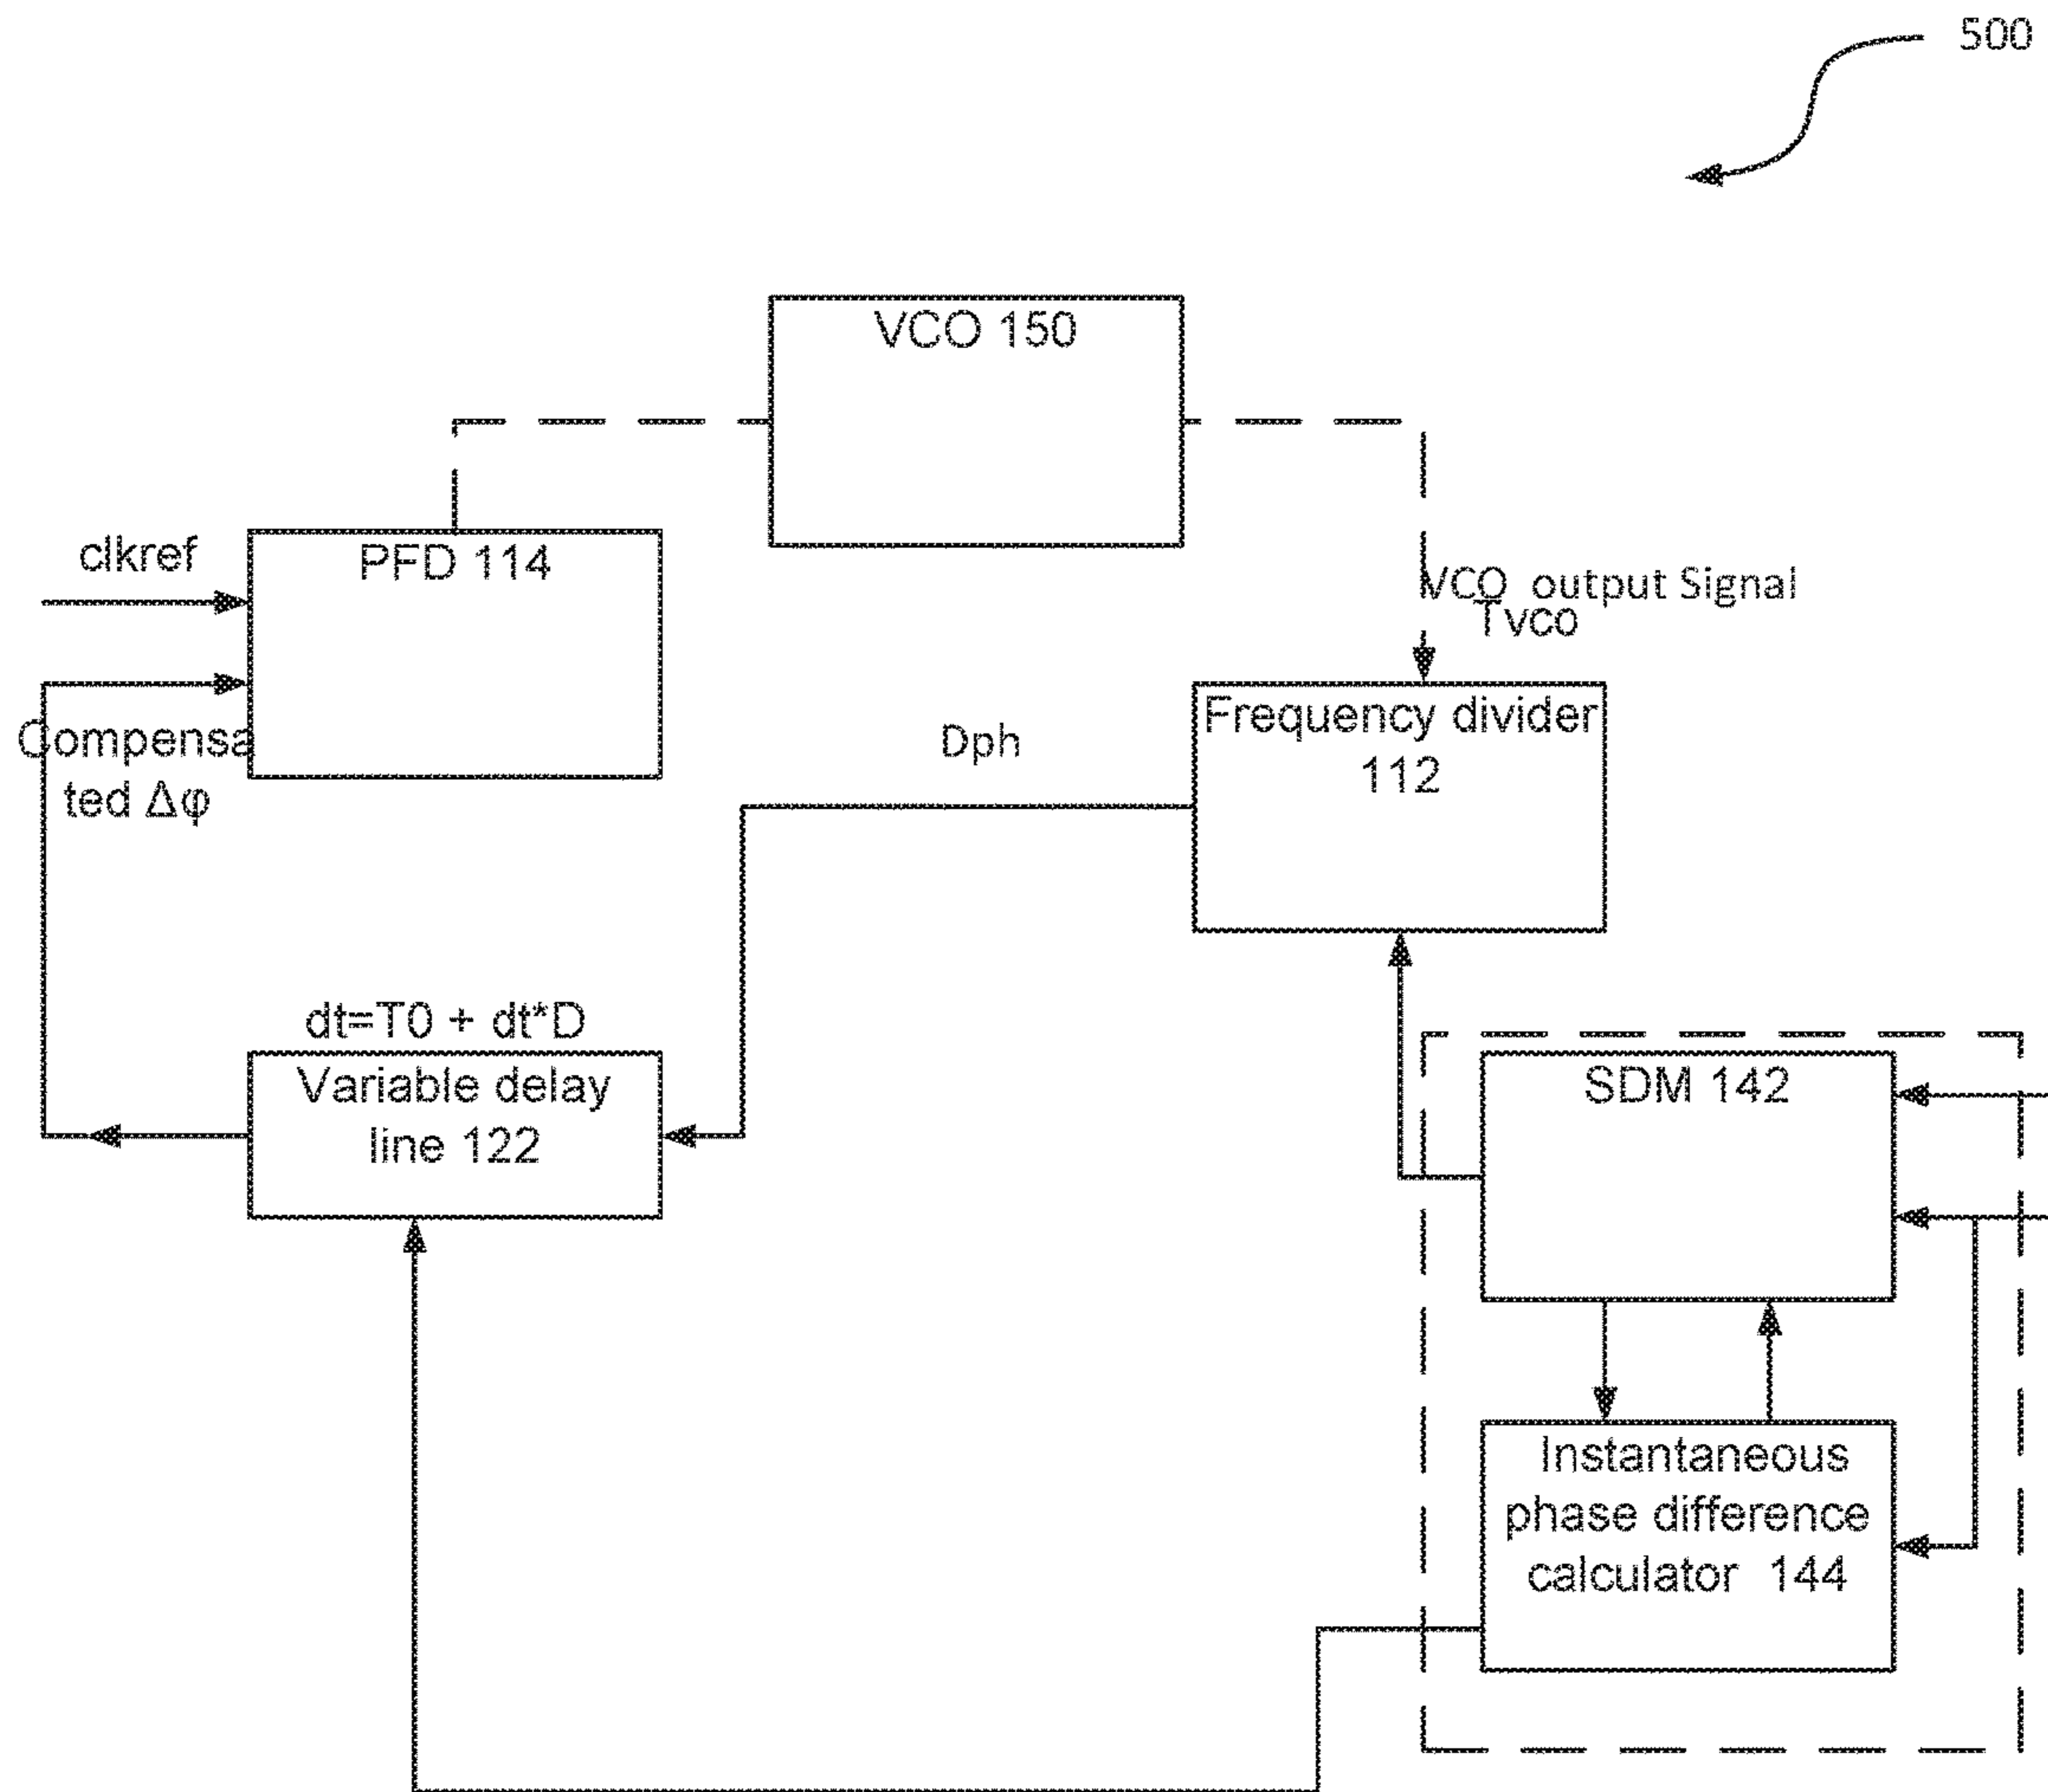 500
VCO 150
clkref
PFD 114
VCO output Signal
Tvco
Compensa
ted Δφ
Dph
Frequency divider
112
dt=T0 + dt*D
Variable delay
line 122
SDM 142
Instantaneous
phase difference
calculator 144